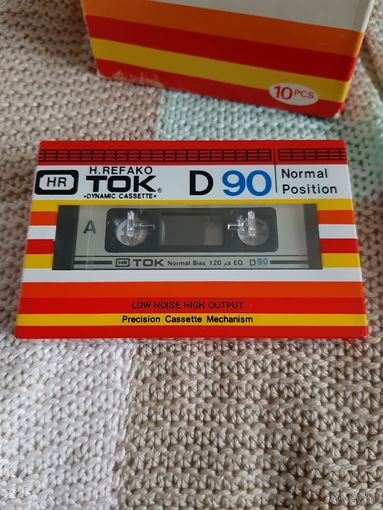 10 PCS
H.REFAKO
HR TOK®
•DYNAMIC CASSETTE•
D 90
Normal
Position
A
HR TOK Normal Bias 120 μs EQ D90
LOW NOISE HIGH OUTPUT
Precision Cassette Mechanism